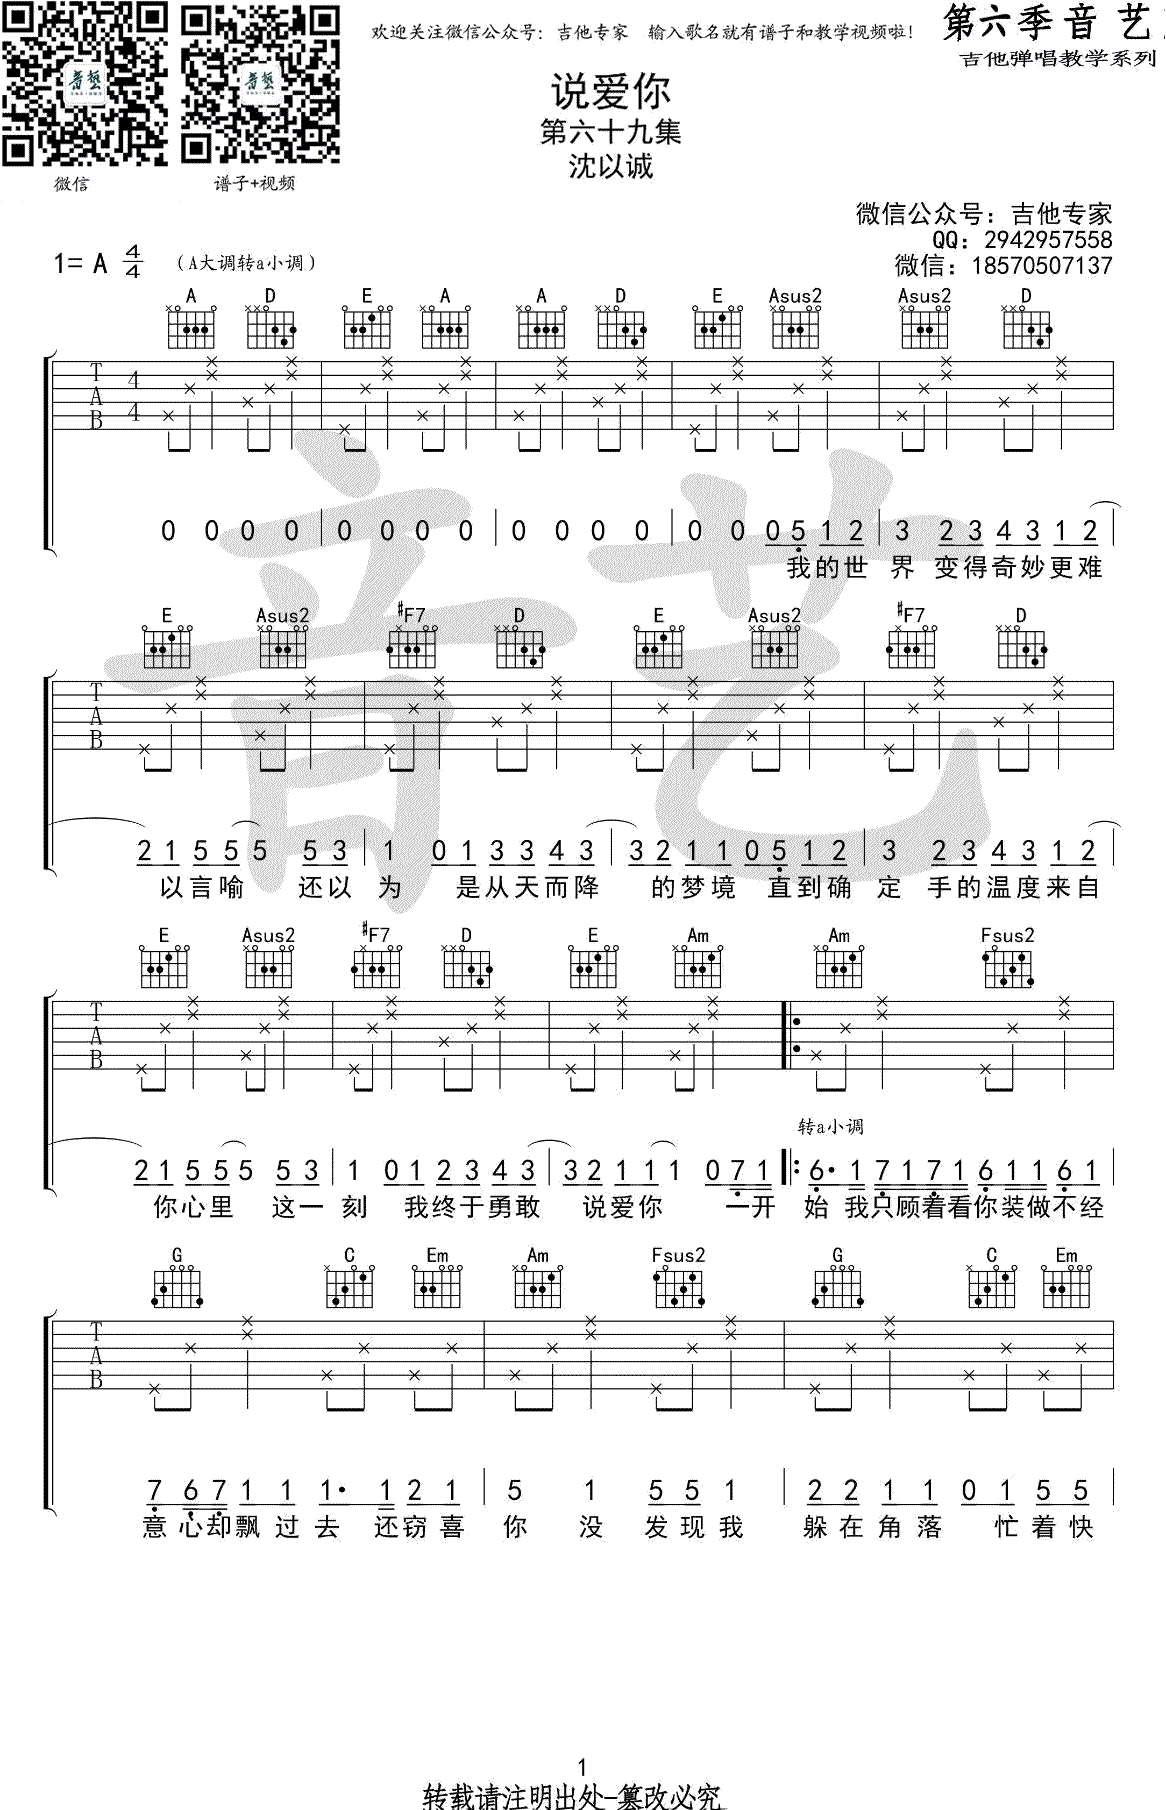 欢迎关注微信公众号：吉他专家　输入歌名就有谱子和教学视频啦！
第六季音艺
吉他弹唱教学系列
说爱你
第六十九集
沈以诚
微信
谱子+视频
微信公众号：吉他专家
QQ：2942957558
微信：18570507137
1= A 4/4 （A大调转a小调）
A D E A A D E Asus2 Asus2 D
T A B 4 4
0 0 0 0 0 0 0 0 0 0 0 0 0 0 0 5 1 2 3 2 3 4 3 1 2
我的世 界 变得奇妙更难
E Asus2 #F7 D E Asus2 #F7 D
T A B
2 1 5 5 5 5 3 1 0 1 3 3 4 3 3 2 1 1 0 5 1 2 3 2 3 4 3 1 2
以言喻 还以 为 是从天而降 的梦境 直到确 定 手的温度来自
E Asus2 #F7 D E Am Am Fsus2
T A B
转a小调
2 1 5 5 5 5 3 1 0 1 2 3 4 3 3 2 1 1 1 0 7 1 6· 1 7 1 7 1 6 1 1 6 1
你心里 这一 刻 我终于勇敢 说爱你 一开 始 我只顾着看你装做不经
G C Em Am Fsus2 G C Em
T A B
7 6 7 1 1 1· 1 2 1 5 1 5 5 1 2 2 1 1 0 1 5 5
意 心却飘 过 去 还窃 喜 你 没 发 现 我 躲 在 角 落 忙 着 快
1
转载请注明出处-篡改必究